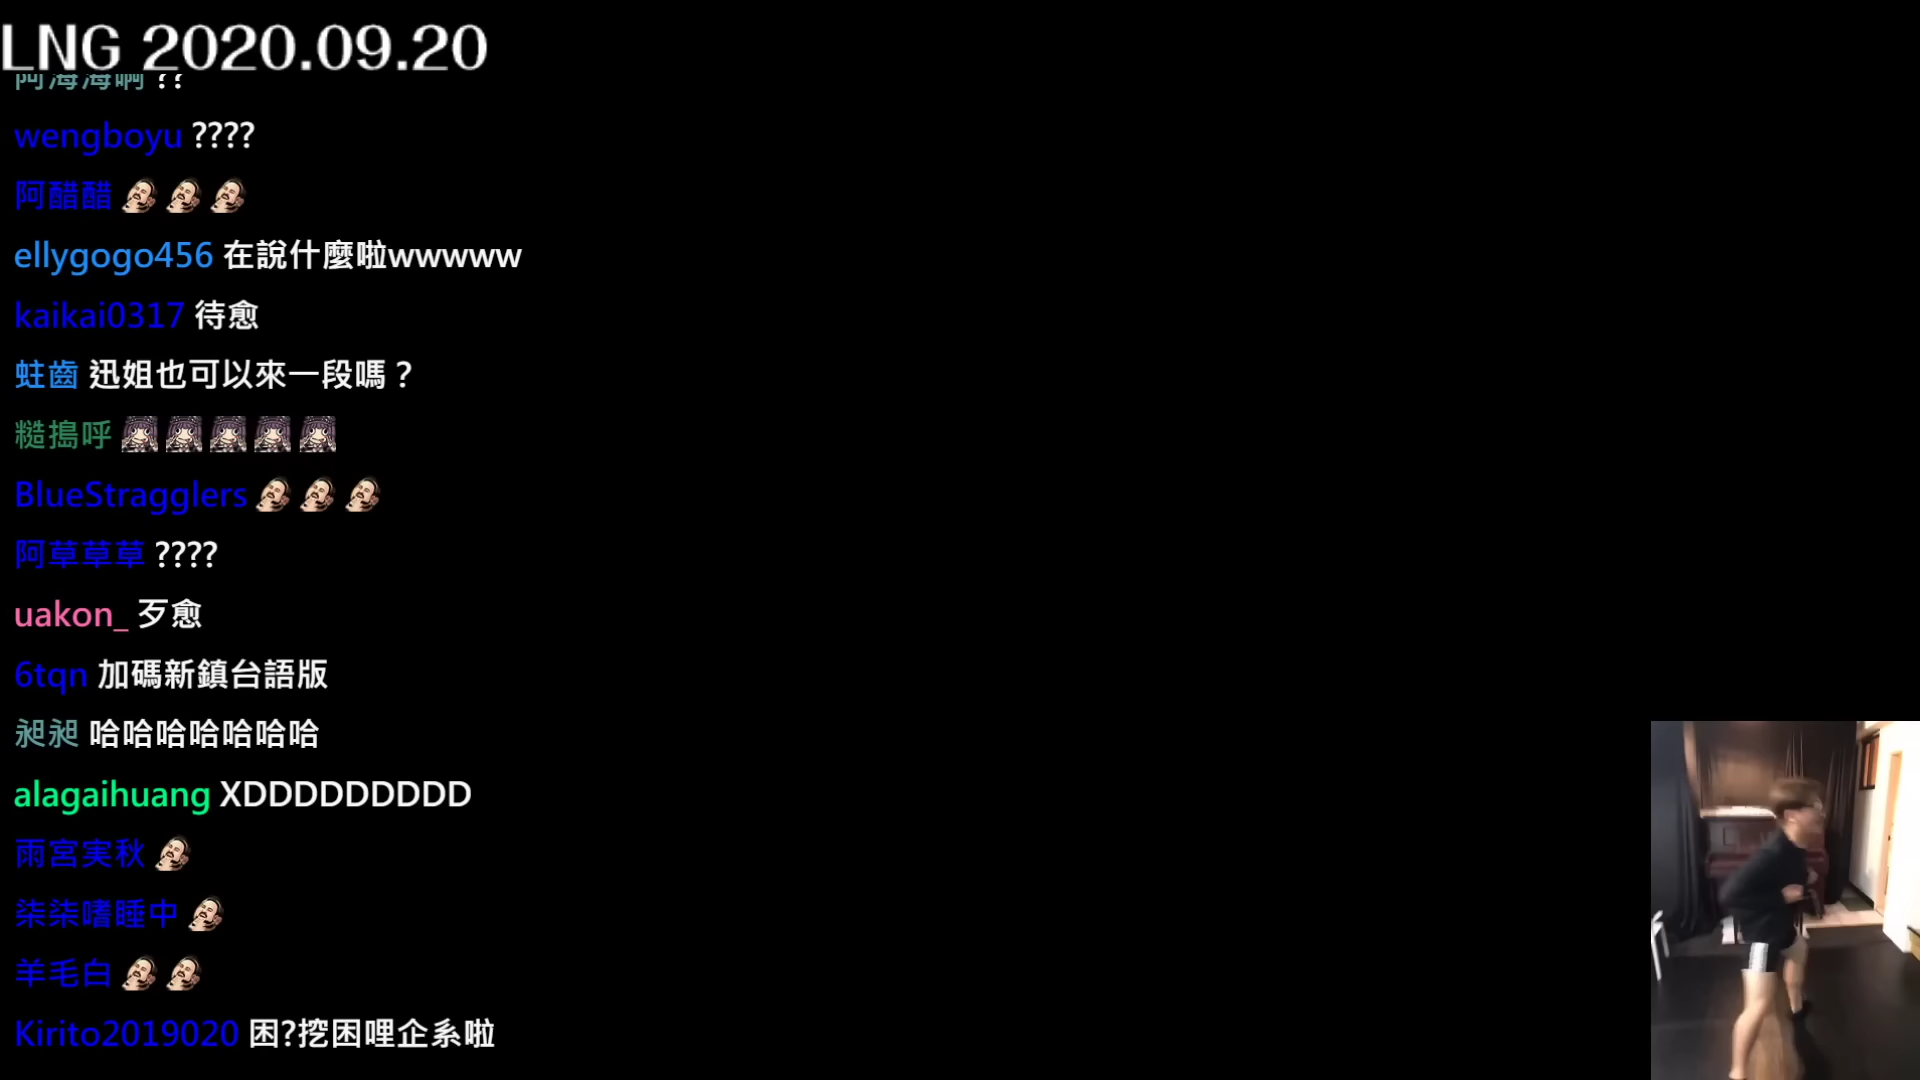 LNG 2020.09.20
阿海海啊 ??
wengboyu ????
阿醋醋
ellygogo456 在說什麼啦wwwww
kaikai0317 待愈
蛀齒 迅姐也可以來一段嗎？
糙搗呼
BlueStragglers
阿草草草 ????
uakon_ 歹愈
6tqn 加碼新鎮台語版
昶昶 哈哈哈哈哈哈哈
alagaihuang XDDDDDDDDD
雨宮実秋
柒柒嗜睡中
羊毛白
Kirito2019020 困?挖困哩企系啦